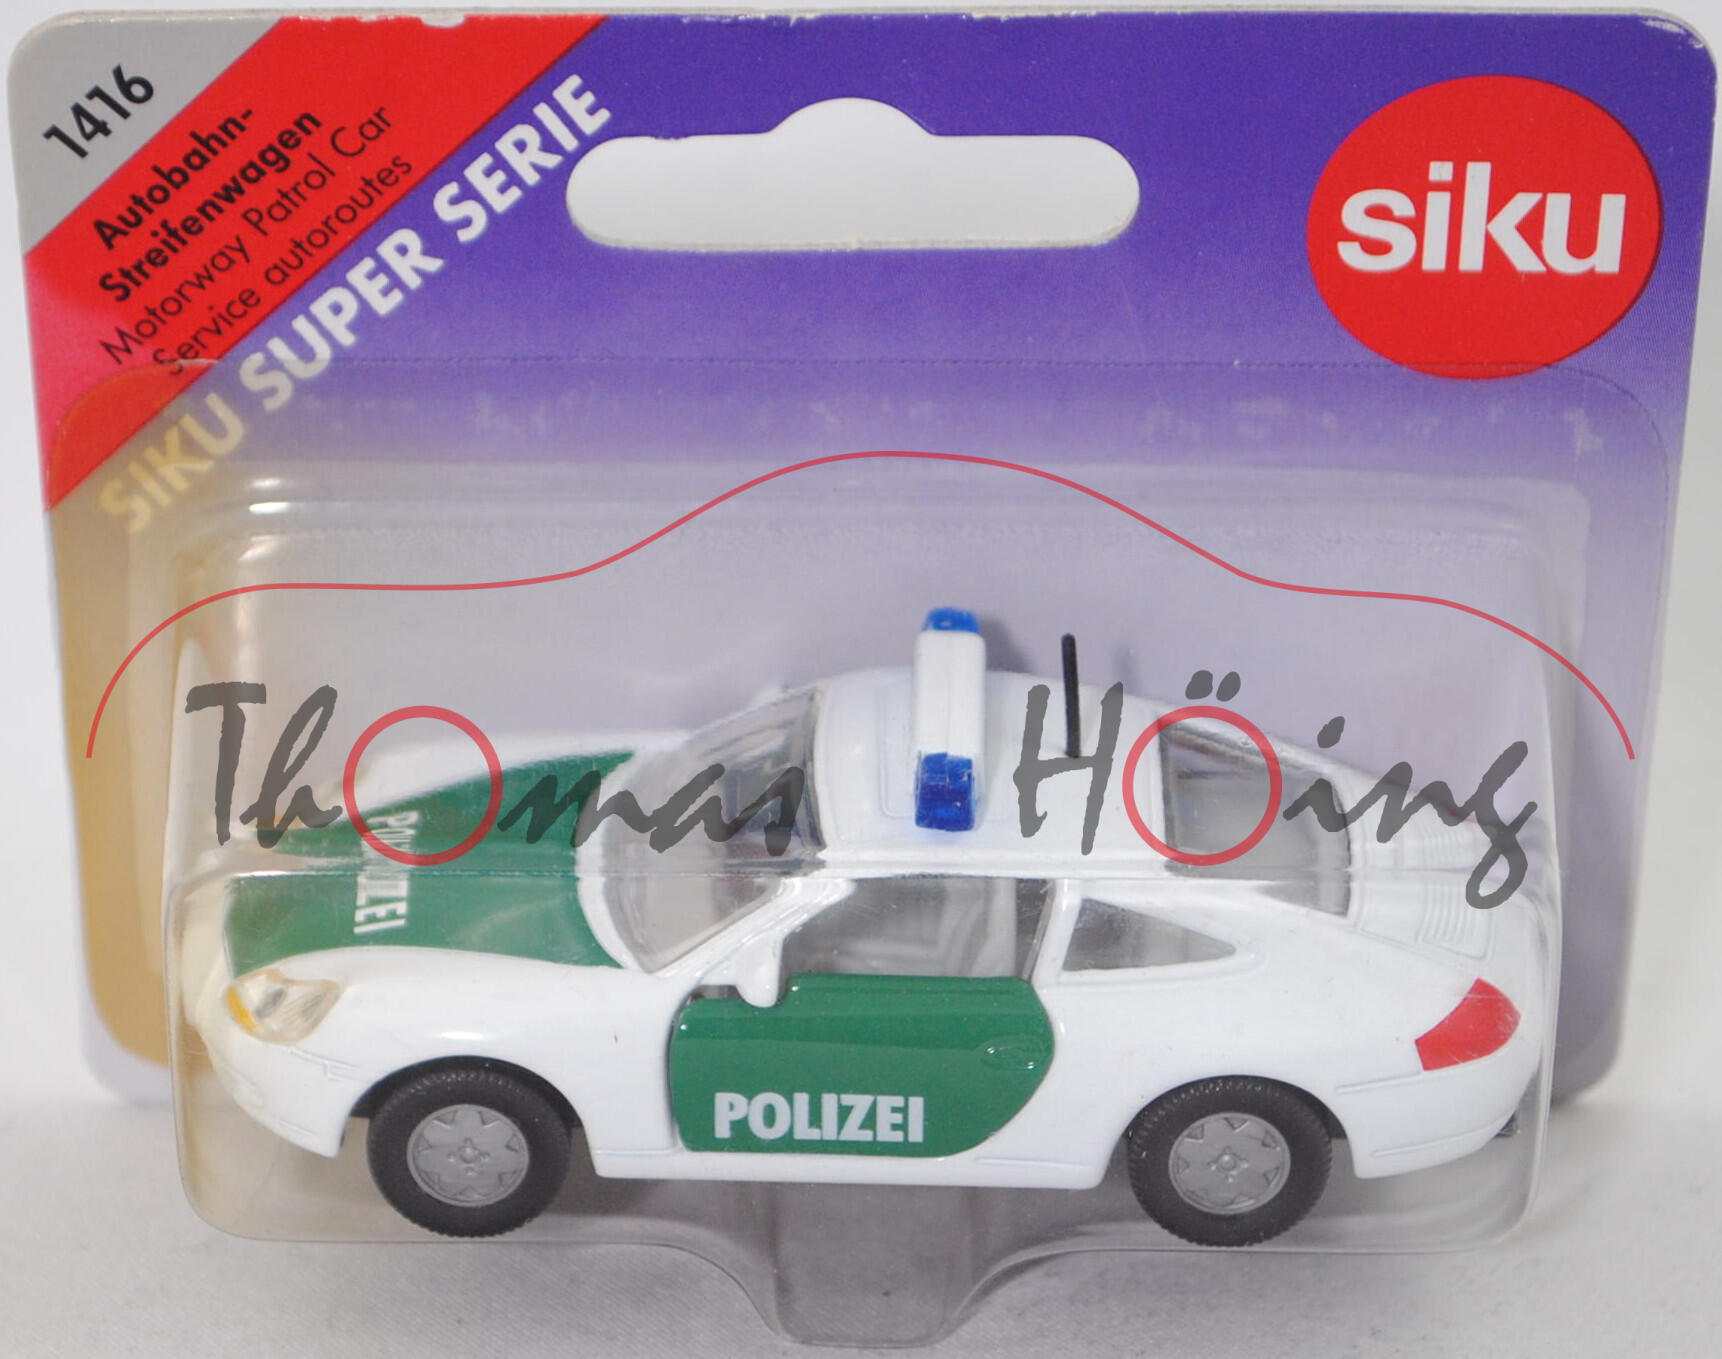 1416
Autobahn-
Streifenwagen
Motorway Patrol Car
Service autoroutes
SIKU SUPER SERIE
siku
Thomas Höing
POLIZEI
POLIZEI